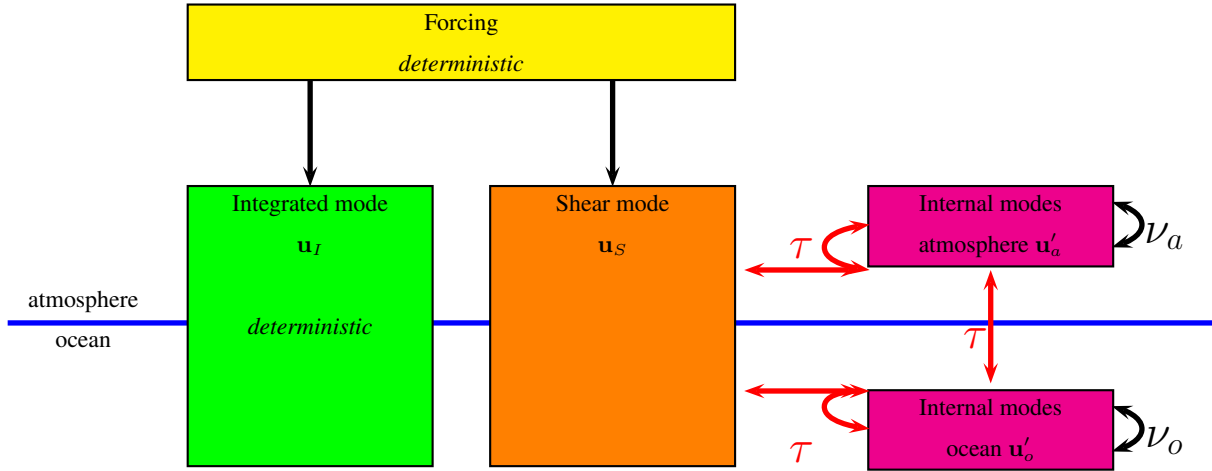 Forcing
deterministic
Integrated mode
u_I
deterministic
Shear mode
u_S
Internal modes
atmosphere u′_a
ν_a
τ
atmosphere
ocean
τ
Internal modes
ocean u′_o
ν_o
τ